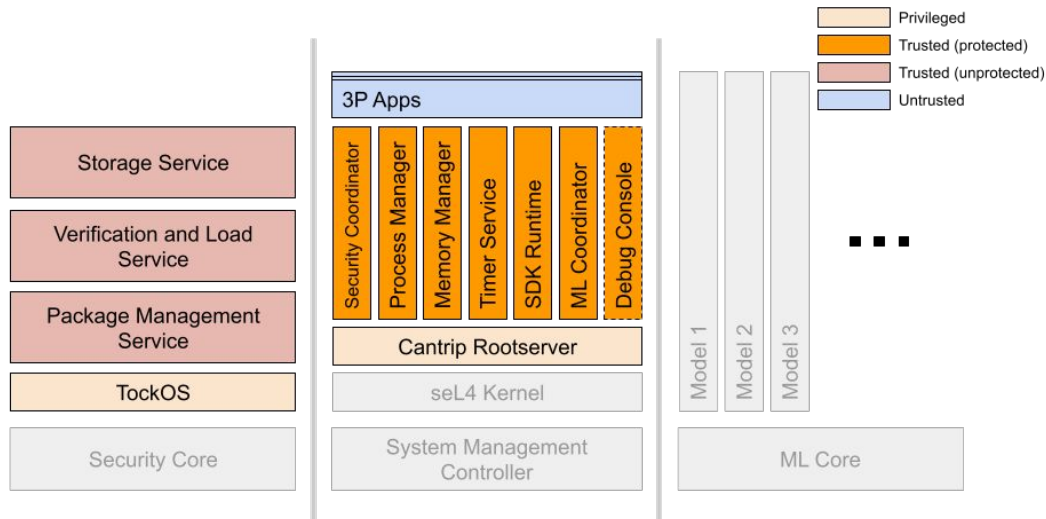 Privileged
Trusted (protected)
Trusted (unprotected)
Untrusted
Storage Service
Verification and Load
Service
Package Management
Service
TockOS
Security Core
3P Apps
Security Coordinator
Process Manager
Memory Manager
Timer Service
SDK Runtime
ML Coordinator
Debug Console
Cantrip Rootserver
seL4 Kernel
System Management
Controller
Model 1
Model 2
Model 3
ML Core